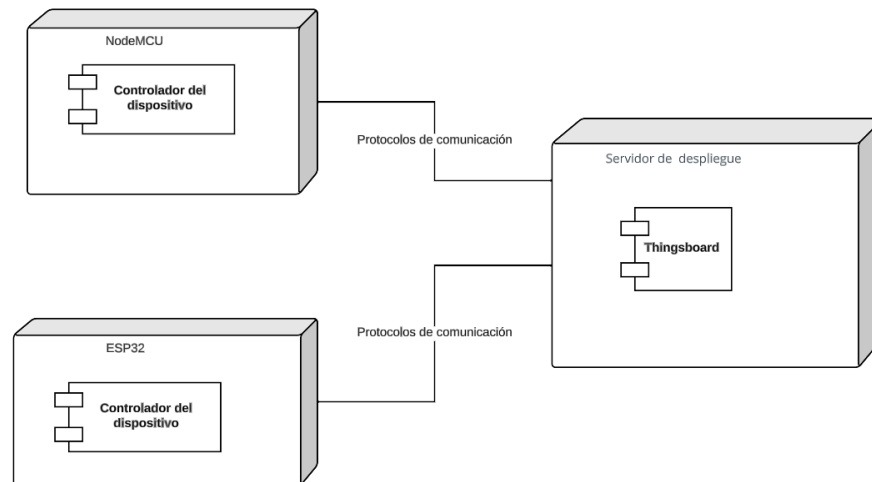 NodeMCU
Controlador del
dispositivo
Protocolos de comunicación
Servidor de despliegue
Thingsboard
Protocolos de comunicación
ESP32
Controlador del
dispositivo